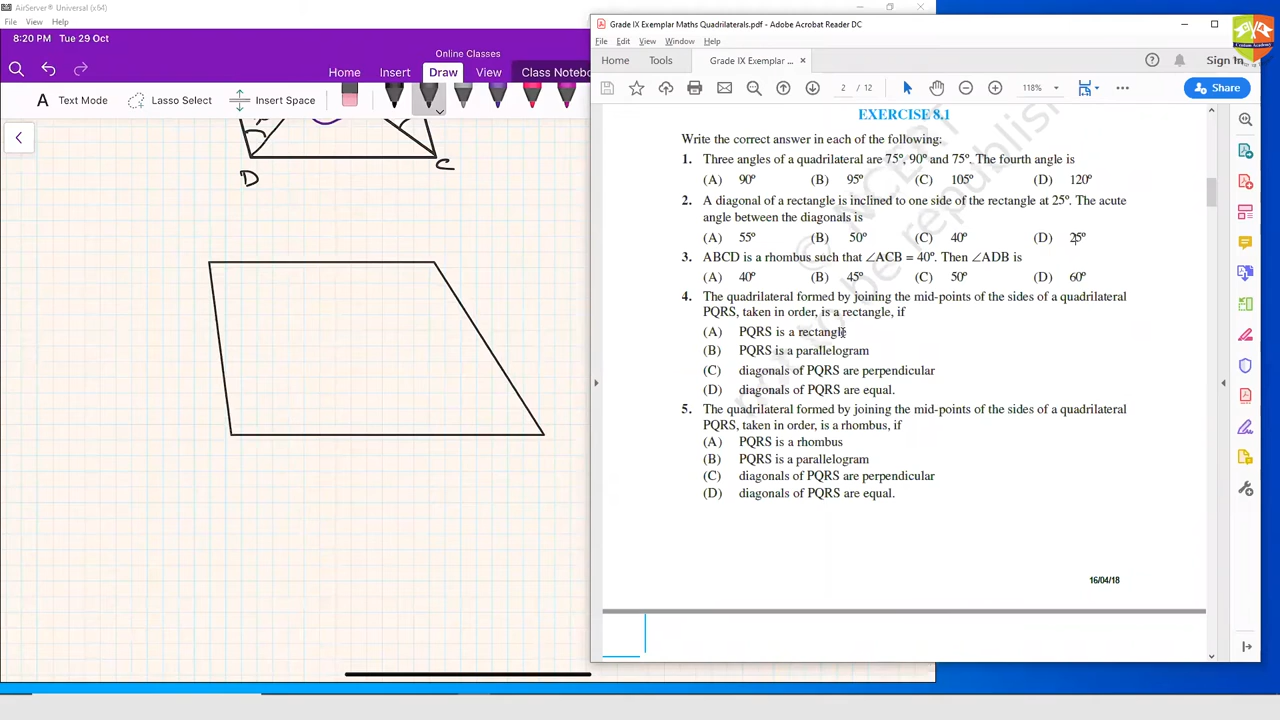 AirServer® Universal (x64)
File Edit View Help
8:20 PM Tue 29 Oct
Online Classes
Home Insert Draw View Class Notebo
Text Mode Lasso Select Insert Space
D
C
Grade IX Exemplar Maths Quadrilaterals.pdf - Adobe Acrobat Reader DC
File Edit View Window Help
Home Tools Grade IX Exemplar ... × Sign In
2 / 12 118% Share
EXERCISE 8.1
Write the correct answer in each of the following:
1. Three angles of a quadrilateral are 75º, 90º and 75º. The fourth angle is
(A) 90º (B) 95º (C) 105º (D) 120º
2. A diagonal of a rectangle is inclined to one side of the rectangle at 25º. The acute
angle between the diagonals is
(A) 55º (B) 50º (C) 40º (D) 25º
3. ABCD is a rhombus such that ∠ACB = 40º. Then ∠ADB is
(A) 40º (B) 45º (C) 50º (D) 60º
4. The quadrilateral formed by joining the mid-points of the sides of a quadrilateral
PQRS, taken in order, is a rectangle, if
(A) PQRS is a rectangle
(B) PQRS is a parallelogram
(C) diagonals of PQRS are perpendicular
(D) diagonals of PQRS are equal.
5. The quadrilateral formed by joining the mid-points of the sides of a quadrilateral
PQRS, taken in order, is a rhombus, if
(A) PQRS is a rhombus
(B) PQRS is a parallelogram
(C) diagonals of PQRS are perpendicular
(D) diagonals of PQRS are equal.
16/04/18